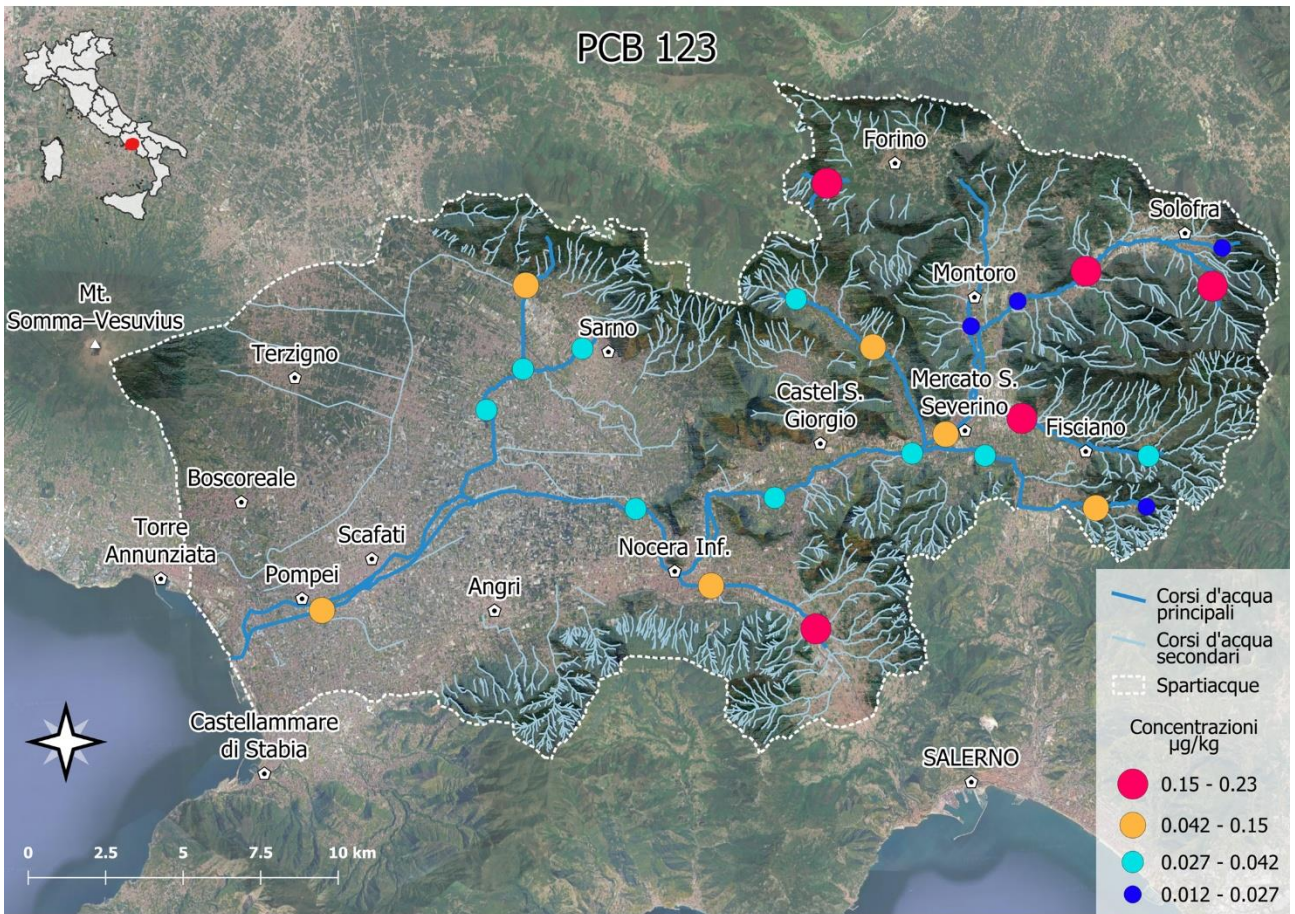 PCB 123
Forino
Solofra
Montoro
Mt.
Somma–Vesuvius
Sarno
Terzigno
Castel S.
Giorgio
Mercato S.
Severino
Fisciano
Boscoreale
Torre
Annunziata
Scafati
Nocera Inf.
Pompei
Angri
Castellammare
di Stabia
SALERNO
Corsi d'acqua
principali
Corsi d'acqua
secondari
Spartiacque
Concentrazioni
µg/kg
0.15 - 0.23
0.042 - 0.15
0.027 - 0.042
0.012 - 0.027
0 2.5 5 7.5 10 km